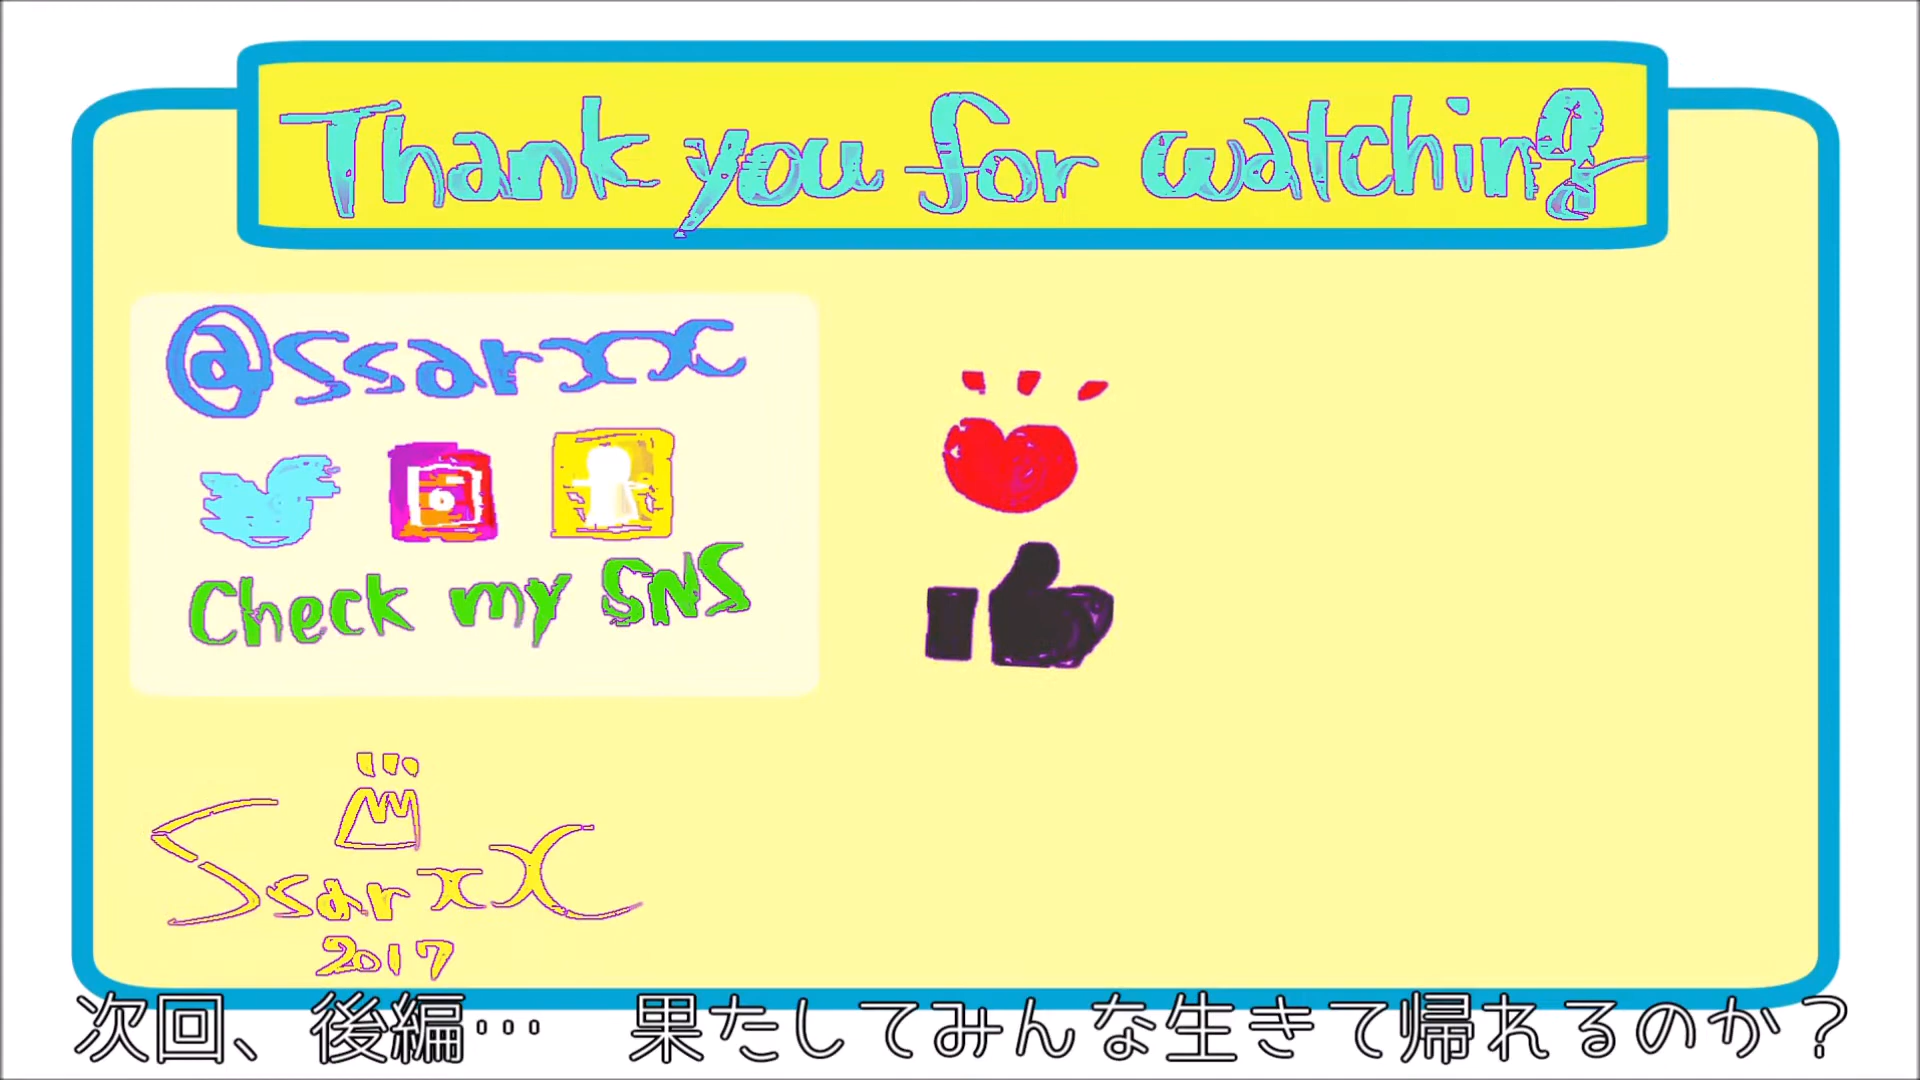 Thank you for watching
@ssarxx
Check my SNS
SsarxX
2017
次回、後編… 果たしてみんな生きて帰れるのか？